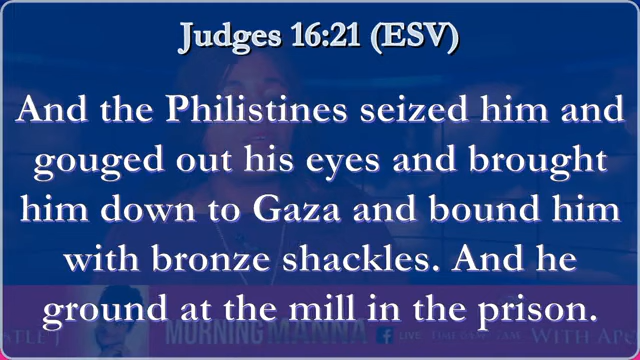 Judges 16:21 (ESV)
And the Philistines seized him and
gouged out his eyes and brought
him down to Gaza and bound him
with bronze shackles. And he
ground at the mill in the prison.
MORNING MANNA
LIVE
WITH